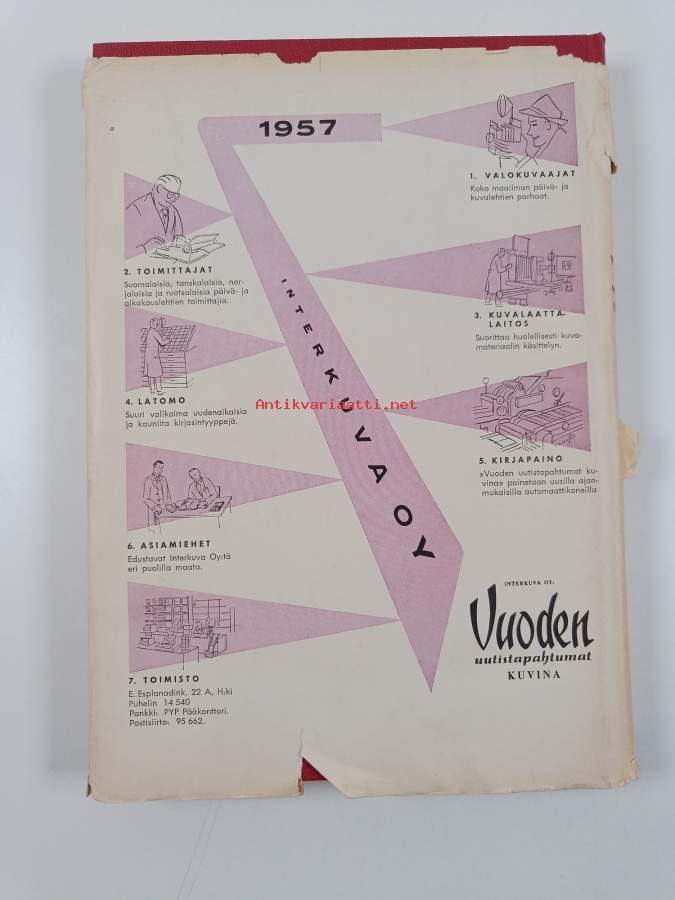 1957
1. VALOKUVAAJAT
Koko maailman päivä- ja
kuvalehtien parhaat.
2. TOIMITTAJAT
Suomalaisia, tanskalaisia, nor-
jalaisia ja ruotsalaisia päivä- ja
aikakauslehtien toimittajia.
3. KUVALAATTA-
LAITOS
Suorittaa huolellisesti kuva-
materiaalin käsittelyn.
4. LATOMO
Suuri valikoima uudenaikaisia
ja kauniita kirjasintyyppejä.
5. KIRJAPAINO
»Vuoden uutistapahtumat ku-
vina» painetaan uusilla ajan-
mukaisilla automaattikoneilla
6. ASIAMIEHET
Edustavat Interkuva Oy:tä
eri puolilla maata.
7. TOIMISTO
E. Esplanadink. 22 A, H:ki
Puhelin 14 540
Pankki: PYP Pääkonttori.
Postisiirto: 95 662.
INTERKUVA OY
INTERKUVA OY:
Vuoden
uutistapahtumat
KUVINA
Antikvariaatti.net